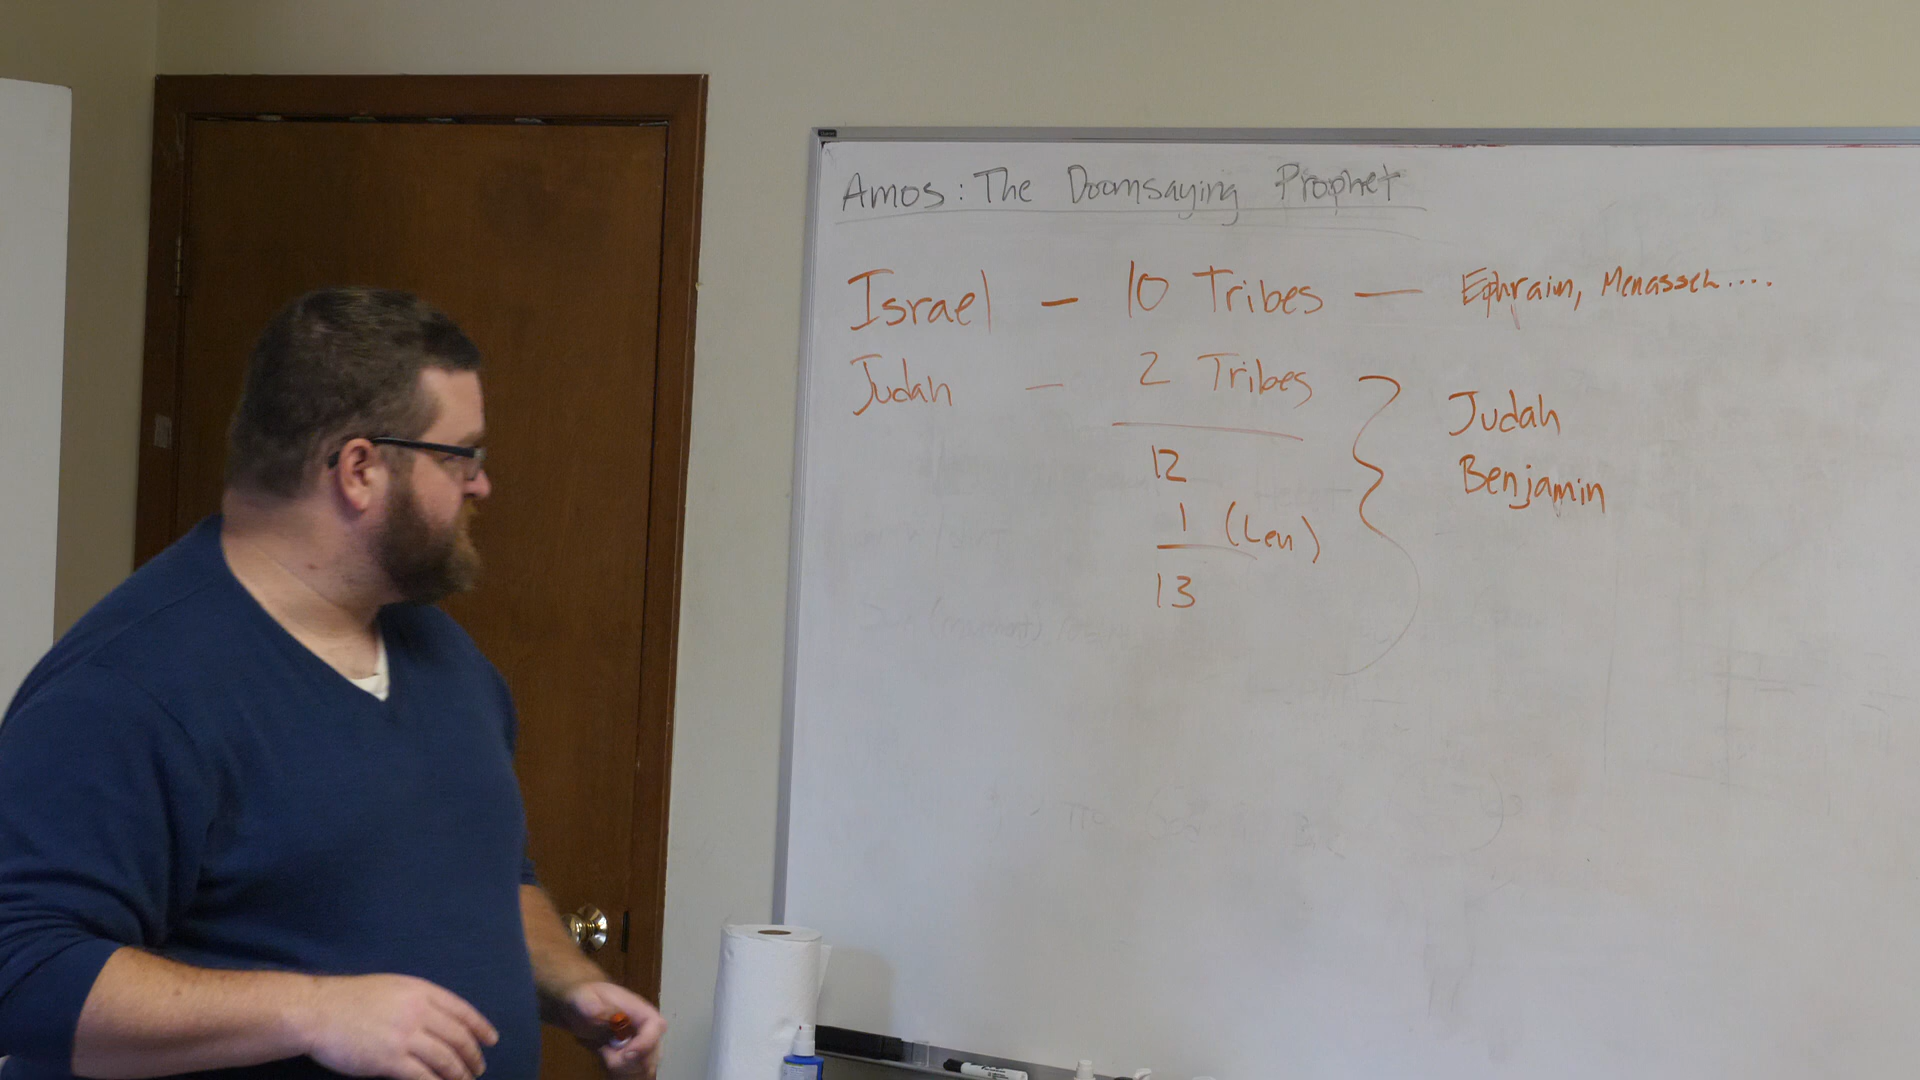 Amos: The Doomsaying Prophet
Israel - 10 Tribes - Ephraim, Menasseh....
Judah - 2 Tribes
Judah
Benjamin
12
1 (Levi)
13